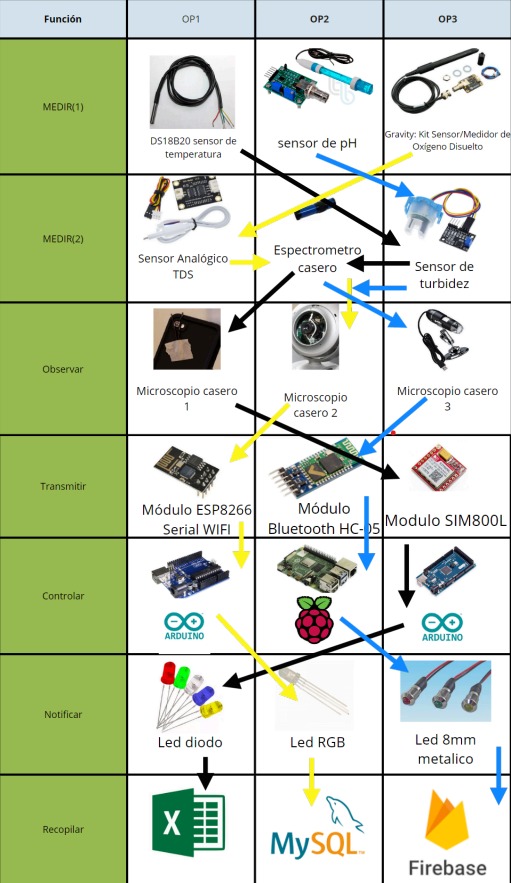 Función
OP1
OP2
OP3
MEDIR(1)
DS18B20 sensor de
temperatura
sensor de pH
Gravity: Kit Sensor/Medidor de
Oxígeno Disuelto
MEDIR(2)
Sensor Analógico
TDS
Espectrometro
casero
Sensor de
turbidez
Observar
Microscopio casero
1
Microscopio
casero 2
Microscopio casero
3
Transmitir
Módulo ESP8266
Serial WIFI
Módulo
Bluetooth HC-05
Modulo SIM800L
Controlar
ARDUINO
ARDUINO
Notificar
Led diodo
Led RGB
Led 8mm
metalico
Recopilar
X
MySQL
Firebase